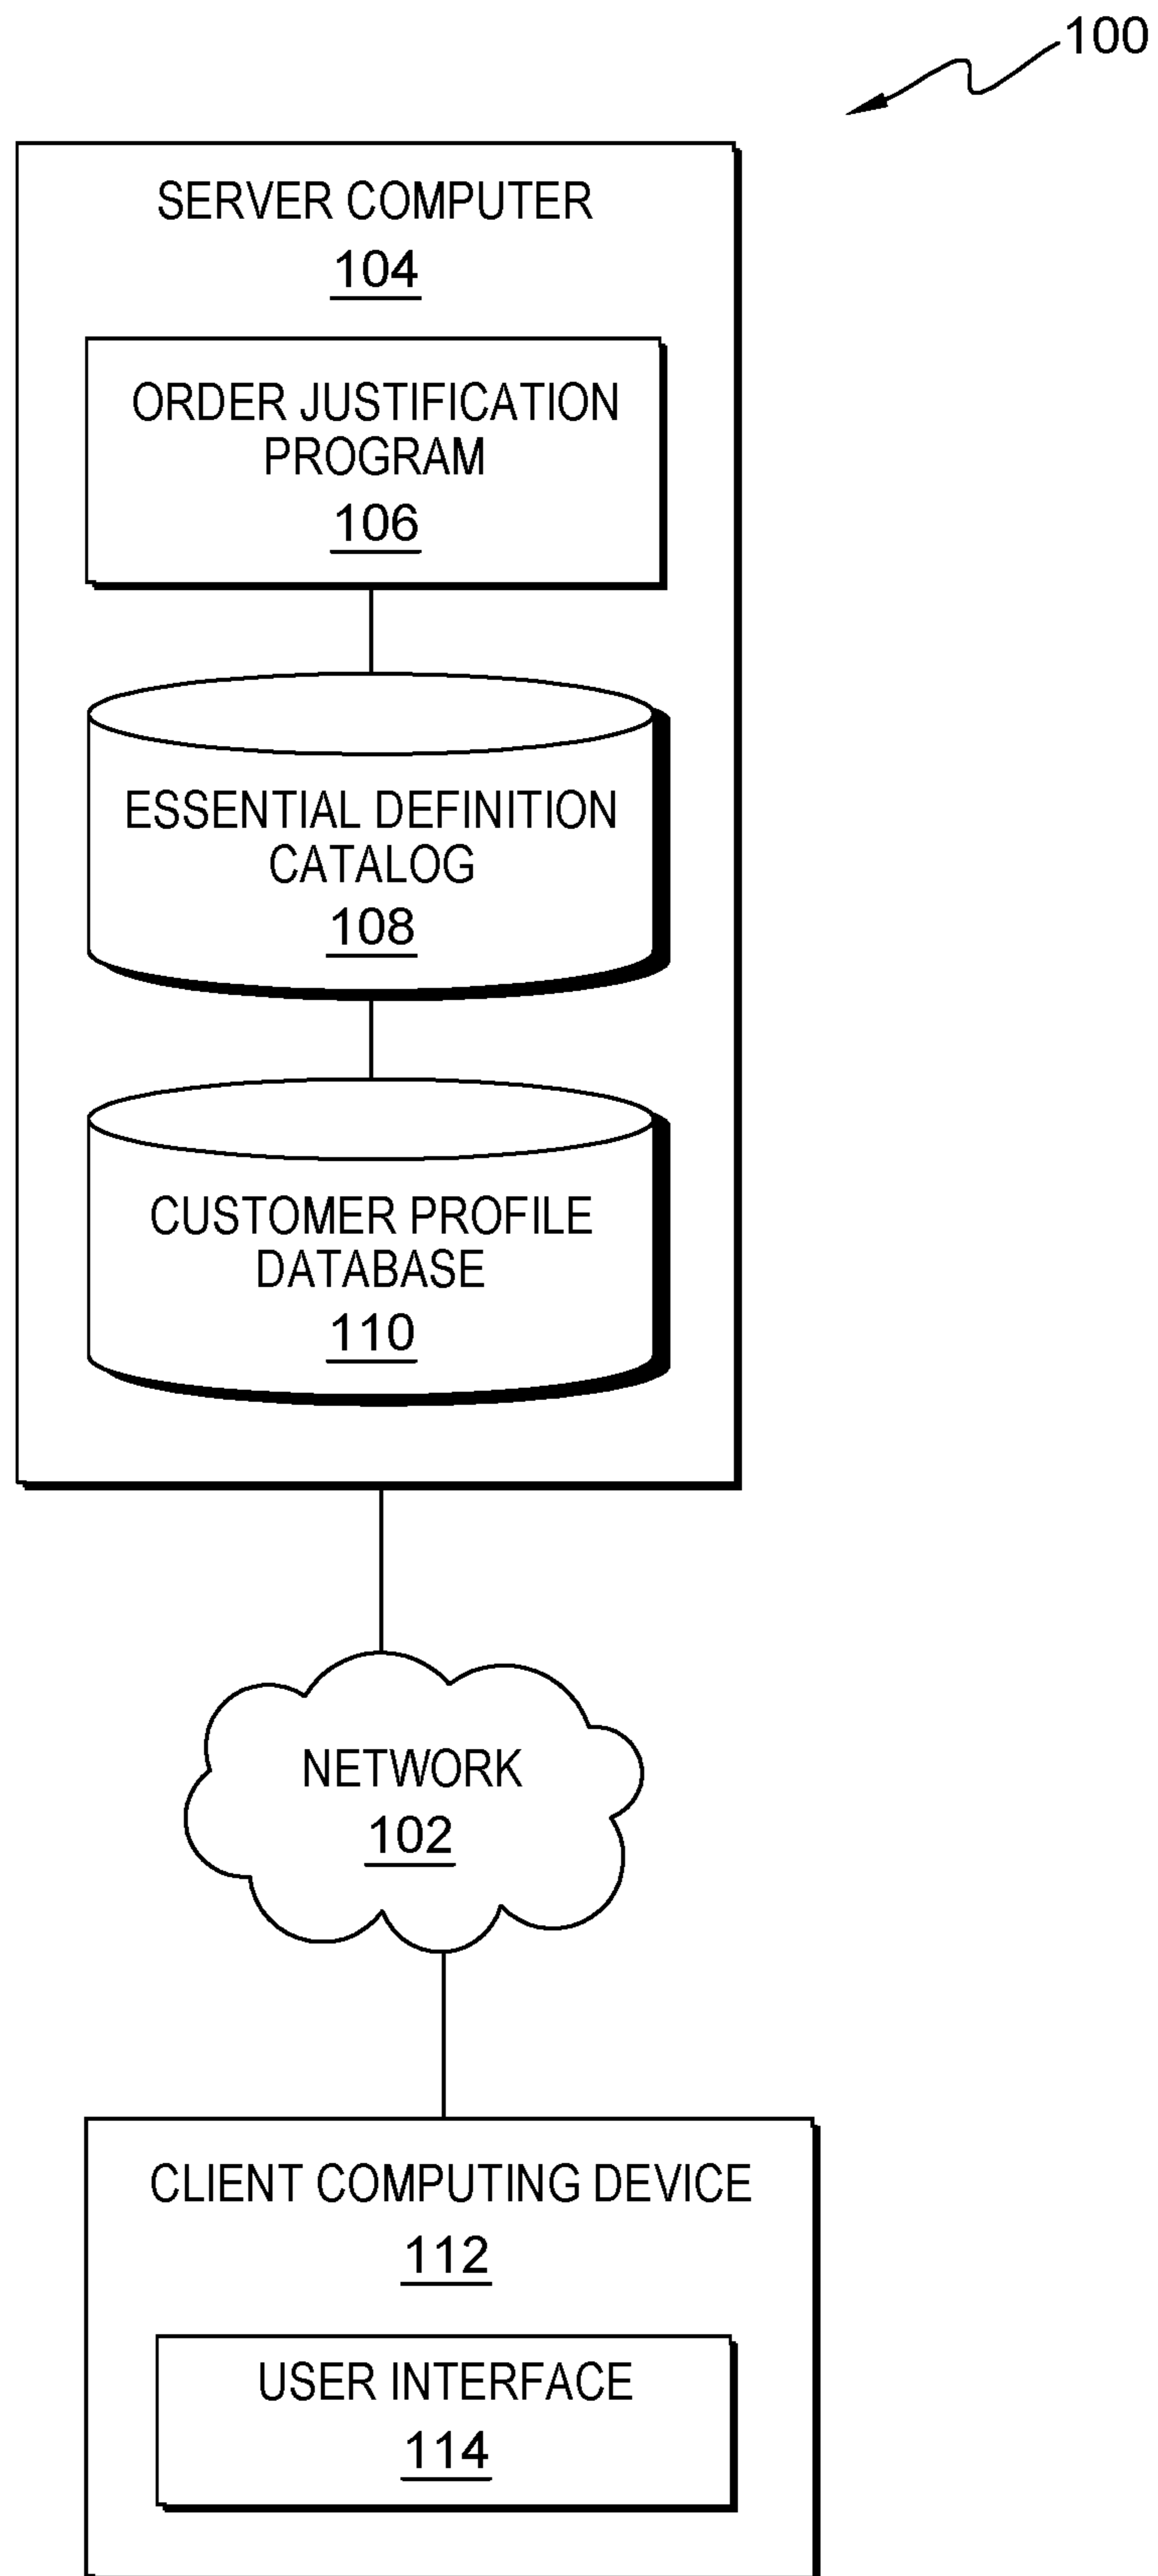 100
SERVER COMPUTER
104
ORDER JUSTIFICATION
PROGRAM
106
ESSENTIAL DEFINITION
CATALOG
108
CUSTOMER PROFILE
DATABASE
110
NETWORK
102
CLIENT COMPUTING DEVICE
112
USER INTERFACE
114